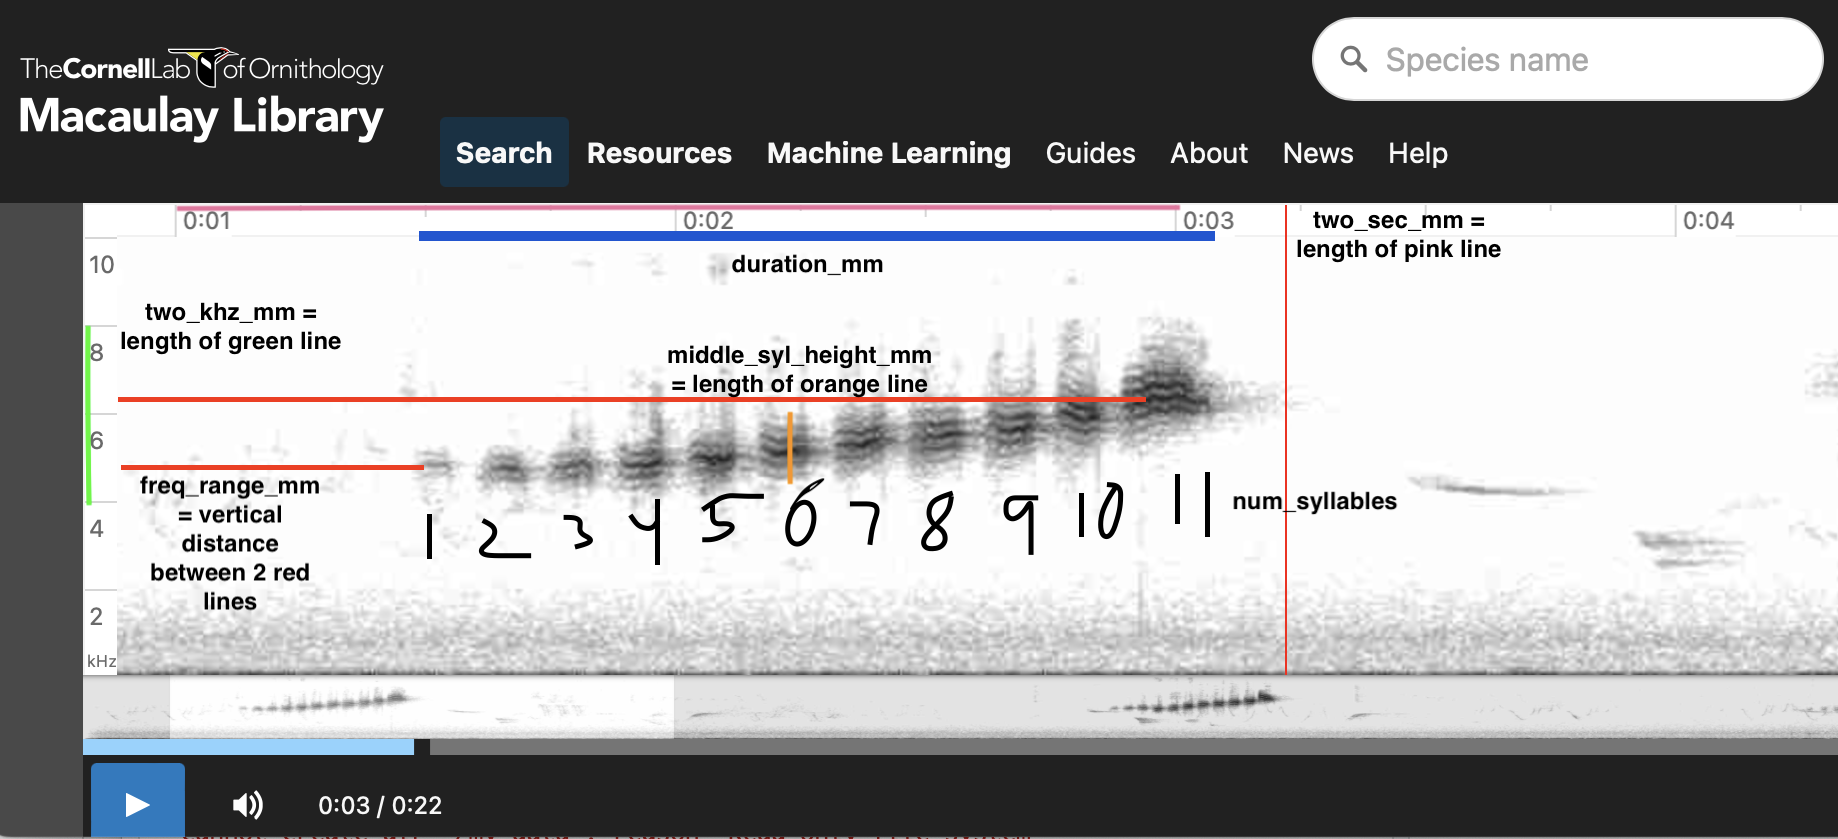 TheCornellLab of Ornithology
Macaulay Library
Species name
Search Resources Machine Learning Guides About News Help
0:01 0:02 0:03 0:04
two_sec_mm =
length of pink line
10
duration_mm
two_khz_mm =
length of green line
8
middle_syl_height_mm
= length of orange line
6
freq_range_mm
= vertical
distance
between 2 red
lines
4
1 2 3 4 5 6 7 8 9 10 11
num_syllables
2
kHz
0:03 / 0:22